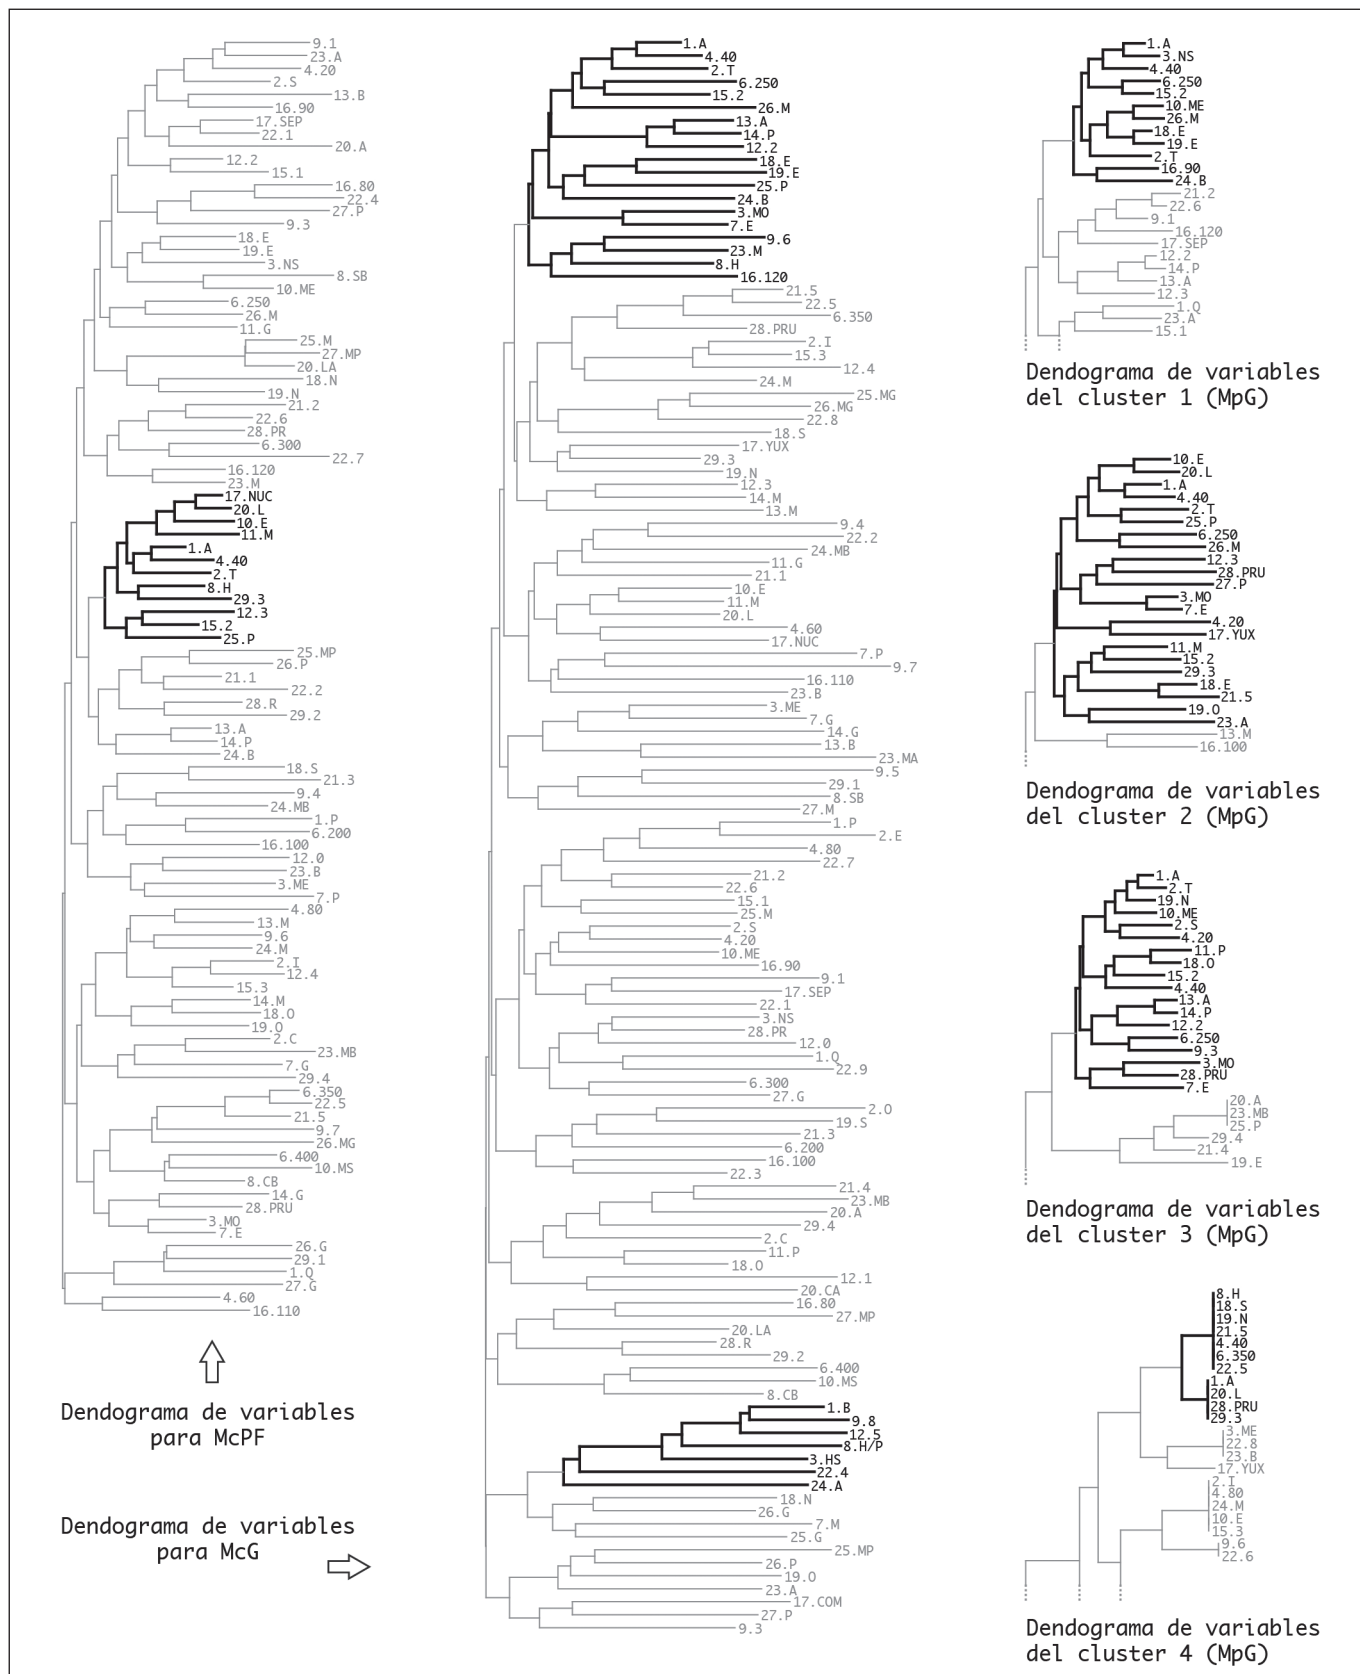 9.1
23.A
4.20
2.S
13.B
16.90
17.SEP
22.1
20.A
12.2
15.1
16.80
22.4
27.P
9.3
18.E
19.E
3.NS
8.SB
10.ME
6.250
26.M
11.G
25.M
27.MP
20.LA
18.N
19.N
21.2
22.6
28.PR
6.300
22.7
16.120
23.M
17.NUC
20.L
10.E
11.M
1.A
4.40
2.T
8.H
29.3
12.3
15.2
25.P
25.MP
26.P
21.1
22.2
28.R
29.2
13.A
14.P
24.B
18.S
21.3
9.4
24.MB
1.P
6.200
16.100
12.0
23.B
3.ME
7.P
4.80
13.M
9.6
24.M
2.I
12.4
15.3
14.M
18.O
19.O
2.C
23.MB
7.G
29.4
6.350
22.5
21.5
9.7
26.MG
6.400
10.MS
8.CB
14.G
28.PRU
3.MO
7.E
26.G
29.1
1.Q
27.G
4.60
16.110
Dendograma de variables
para McPF
Dendograma de variables
para McG
1.A
4.40
2.T
6.250
15.2
26.M
13.A
14.P
12.2
18.E
19.E
25.P
24.B
3.MO
7.E
9.6
23.M
8.H
16.120
21.5
22.5
6.350
28.PRU
2.I
15.3
12.4
24.M
25.MG
26.MG
22.8
18.S
17.YUX
29.3
19.N
12.3
14.M
13.M
9.4
22.2
24.MB
11.G
21.1
10.E
11.M
20.L
4.60
17.NUC
7.P
9.7
16.110
23.B
3.ME
7.G
14.G
13.B
23.MA
9.5
29.1
8.SB
27.M
1.P
2.E
4.80
22.7
21.2
22.6
15.1
25.M
2.S
4.20
10.ME
16.90
9.1
17.SEP
22.1
3.NS
28.PR
12.0
1.Q
22.9
6.300
27.G
2.O
19.S
21.3
6.200
16.100
22.3
21.4
23.MB
20.A
29.4
2.C
11.P
18.O
12.1
20.CA
16.80
27.MP
20.LA
28.R
29.2
6.400
10.MS
8.CB
1.B
9.8
12.5
8.H/P
3.HS
22.4
24.A
18.N
26.G
7.M
25.G
25.MP
26.P
19.O
23.A
17.COM
27.P
9.3
1.A
3.NS
4.40
6.250
15.2
10.ME
26.M
18.E
19.E
2.T
16.90
24.B
21.2
22.6
9.1
16.120
17.SEP
12.2
14.P
13.A
12.3
1.Q
23.A
15.1
Dendograma de variables
del cluster 1 (MpG)
10.E
20.L
1.A
4.40
2.T
25.P
6.250
26.M
12.3
28.PRU
27.P
3.MO
7.E
4.20
17.YUX
11.M
15.2
29.3
18.E
21.5
19.O
23.A
13.M
16.100
Dendograma de variables
del cluster 2 (MpG)
1.A
2.T
19.N
10.ME
2.S
4.20
11.P
18.O
15.2
4.40
13.A
14.P
12.2
6.250
9.3
3.MO
28.PRU
7.E
20.A
23.MB
25.P
29.4
21.4
19.E
Dendograma de variables
del cluster 3 (MpG)
8.H
18.S
19.N
21.5
4.40
6.350
22.5
1.A
20.L
28.PRU
29.3
3.ME
22.8
23.B
17.YUX
2.I
4.80
24.M
10.E
15.3
9.6
22.6
Dendograma de variables
del cluster 4 (MpG)